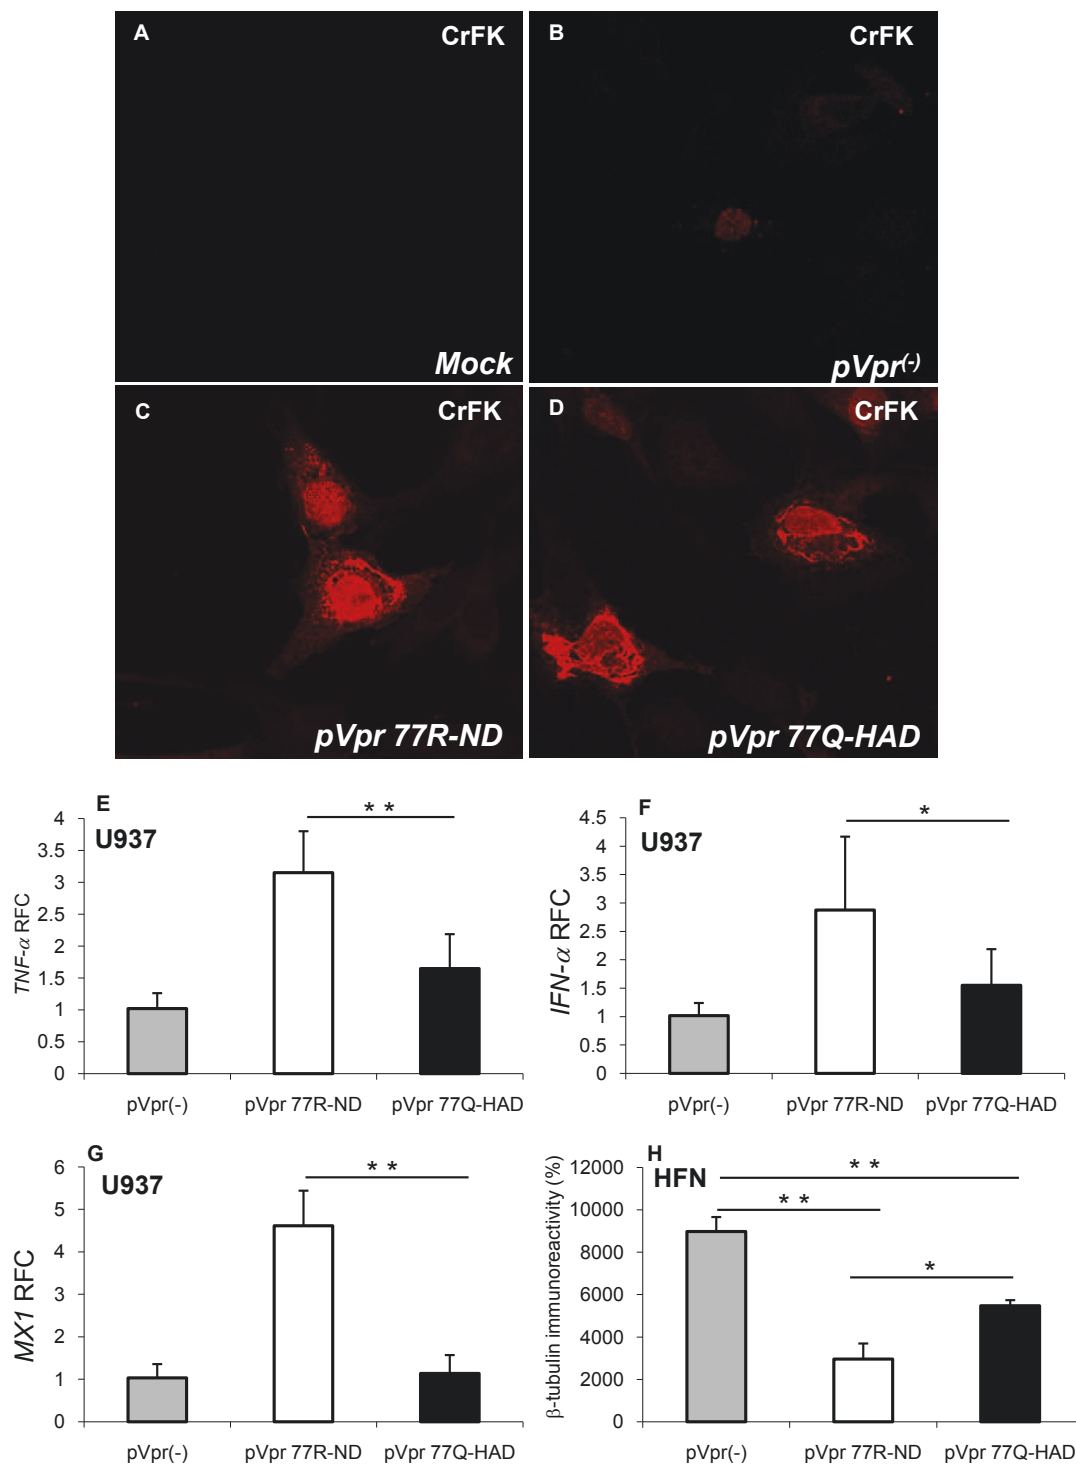 A CrFK
Mock
B CrFK
pVpr(-)
C CrFK
pVpr 77R-ND
D CrFK
pVpr 77Q-HAD
E
U937
* *
TNF-α RFC
4
3.5
3
2.5
2
1.5
1
0.5
0
pVpr(-) pVpr 77R-ND pVpr 77Q-HAD
F
U937
*
IFN-α RFC
4.5
4
3.5
3
2.5
2
1.5
1
0.5
0
pVpr(-) pVpr 77R-ND pVpr 77Q-HAD
G
U937
* *
MX1 RFC
6
5
4
3
2
1
0
pVpr(-) pVpr 77R-ND pVpr 77Q-HAD
H
HFN
* *
* *
*
β-tubulin immunoreactivity (%)
12000
10000
8000
6000
4000
2000
0
pVpr(-) pVpr 77R-ND pVpr 77Q-HAD